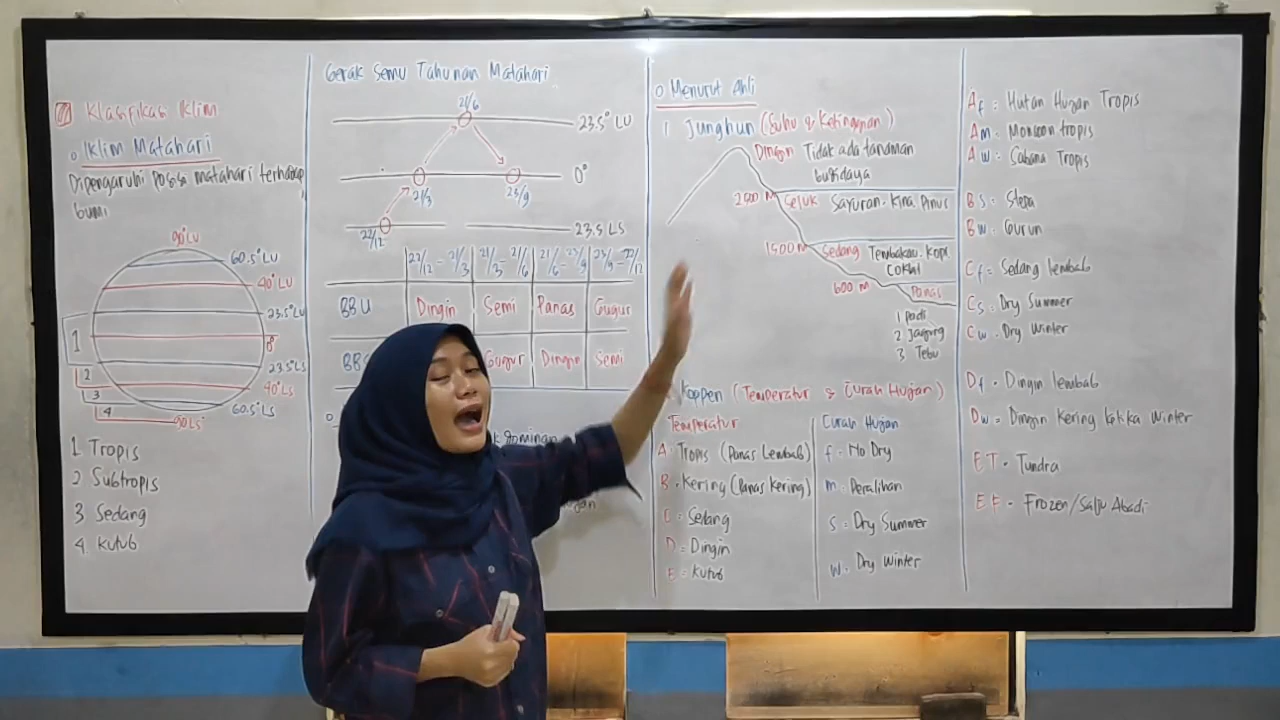 Klasifikasi Iklim
o Iklim Matahari
Dipengaruhi posisi matahari terhadap
bumi
90° LU
60.5° LU
40° LU
23.5° LU
0°
23.5° LS
40° LS
60.5° LS
90 LS
1
2
3
4
1 Tropis
2 Subtropis
3 Sedang
4. Kutub
Gerak Semu Tahunan Matahari
21/6
23.5° LU
21/3
23/9
0°
22/12
23.5 LS
22/12 - 21/3
21/3 - 21/6
21/6 - 23/9
23/9 - 22/12
BBU Dingin Semi Panas Gugur
BBS Gugur Dingin Semi
o Menurut Ahli
1 Junghun (Suhu & Ketinggian)
Dingin Tidak ada tanaman
budidaya
2500 M Sejuk Sayuran. Kina. Pinus
1500 M Sedang Tembakau. Kopi
Coklat
600 M Panas
1 padi
2. Jagung
3 Tebu
Koppen (Temperatur & Curah Hujan)
Temperatur
A. Tropis (Panas Lembab)
B. Kering (Panas Kering)
C = Sedang
D = Dingin
E = Kutub
Curah Hujan
f = No Dry
m = Peralihan
s = Dry Summer
w. Dry Winter
Af = Hutan Hujan Tropis
Am = Monsoon tropis
Aw = Sabana Tropis
Bs = Stepa
Bw = Gurun
Cf = Sedang lembab
Cs = Dry Summer
Cw. Dry Winter
Df = Dingin lembab
Dw = Dingin Kering ketika Winter
ET = Tundra
EF = Frozen/Salju Abadi